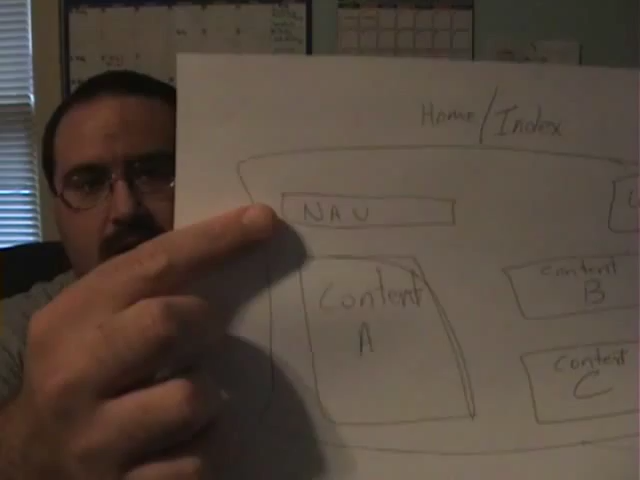 Home/Index
NAV
Content
A
Content
B
Content
C